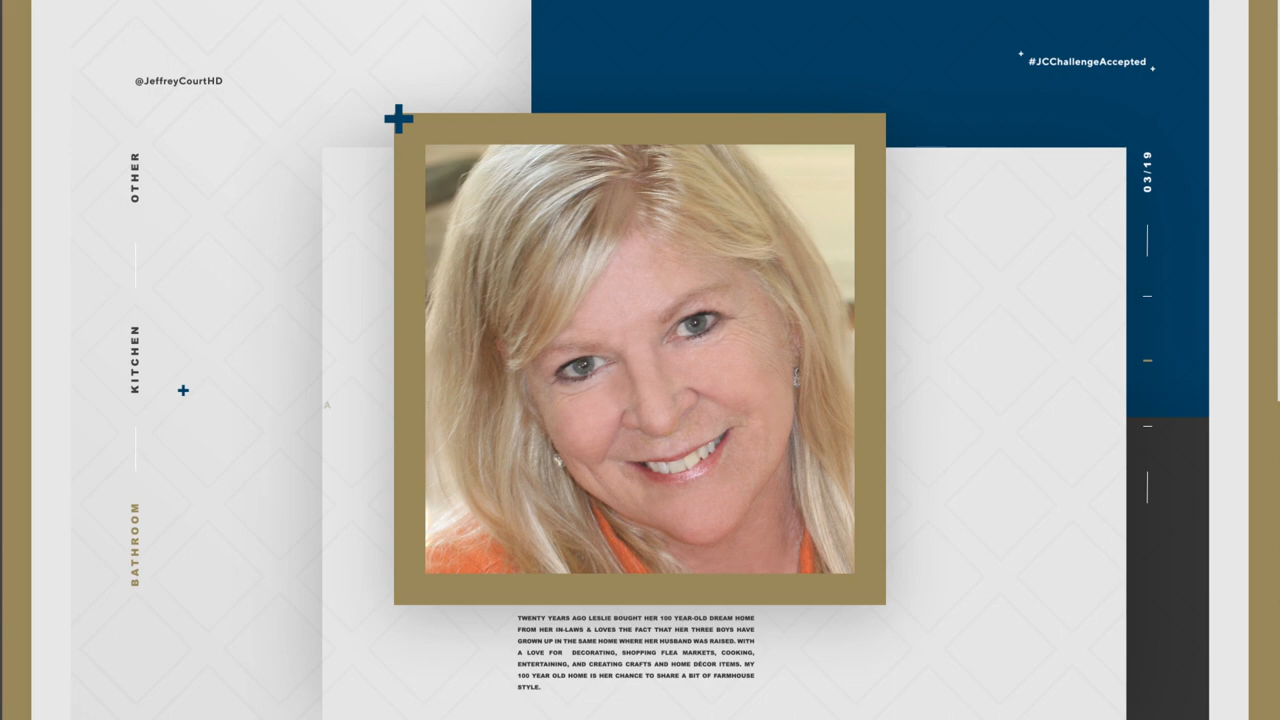 @JeffreyCourtHD
#JCChallengeAccepted
OTHER
KITCHEN
BATHROOM
03/19
A
TWENTY YEARS AGO LESLIE BOUGHT HER 100 YEAR-OLD DREAM HOME
FROM HER IN-LAWS & LOVES THE FACT THAT HER THREE BOYS HAVE
GROWN UP IN THE SAME HOME WHERE HER HUSBAND WAS RAISED. WITH
A LOVE FOR DECORATING, SHOPPING FLEA MARKETS, COOKING,
ENTERTAINING, AND CREATING CRAFTS AND HOME DÉCOR ITEMS. MY
100 YEAR OLD HOME IS HER CHANCE TO SHARE A BIT OF FARMHOUSE
STYLE.